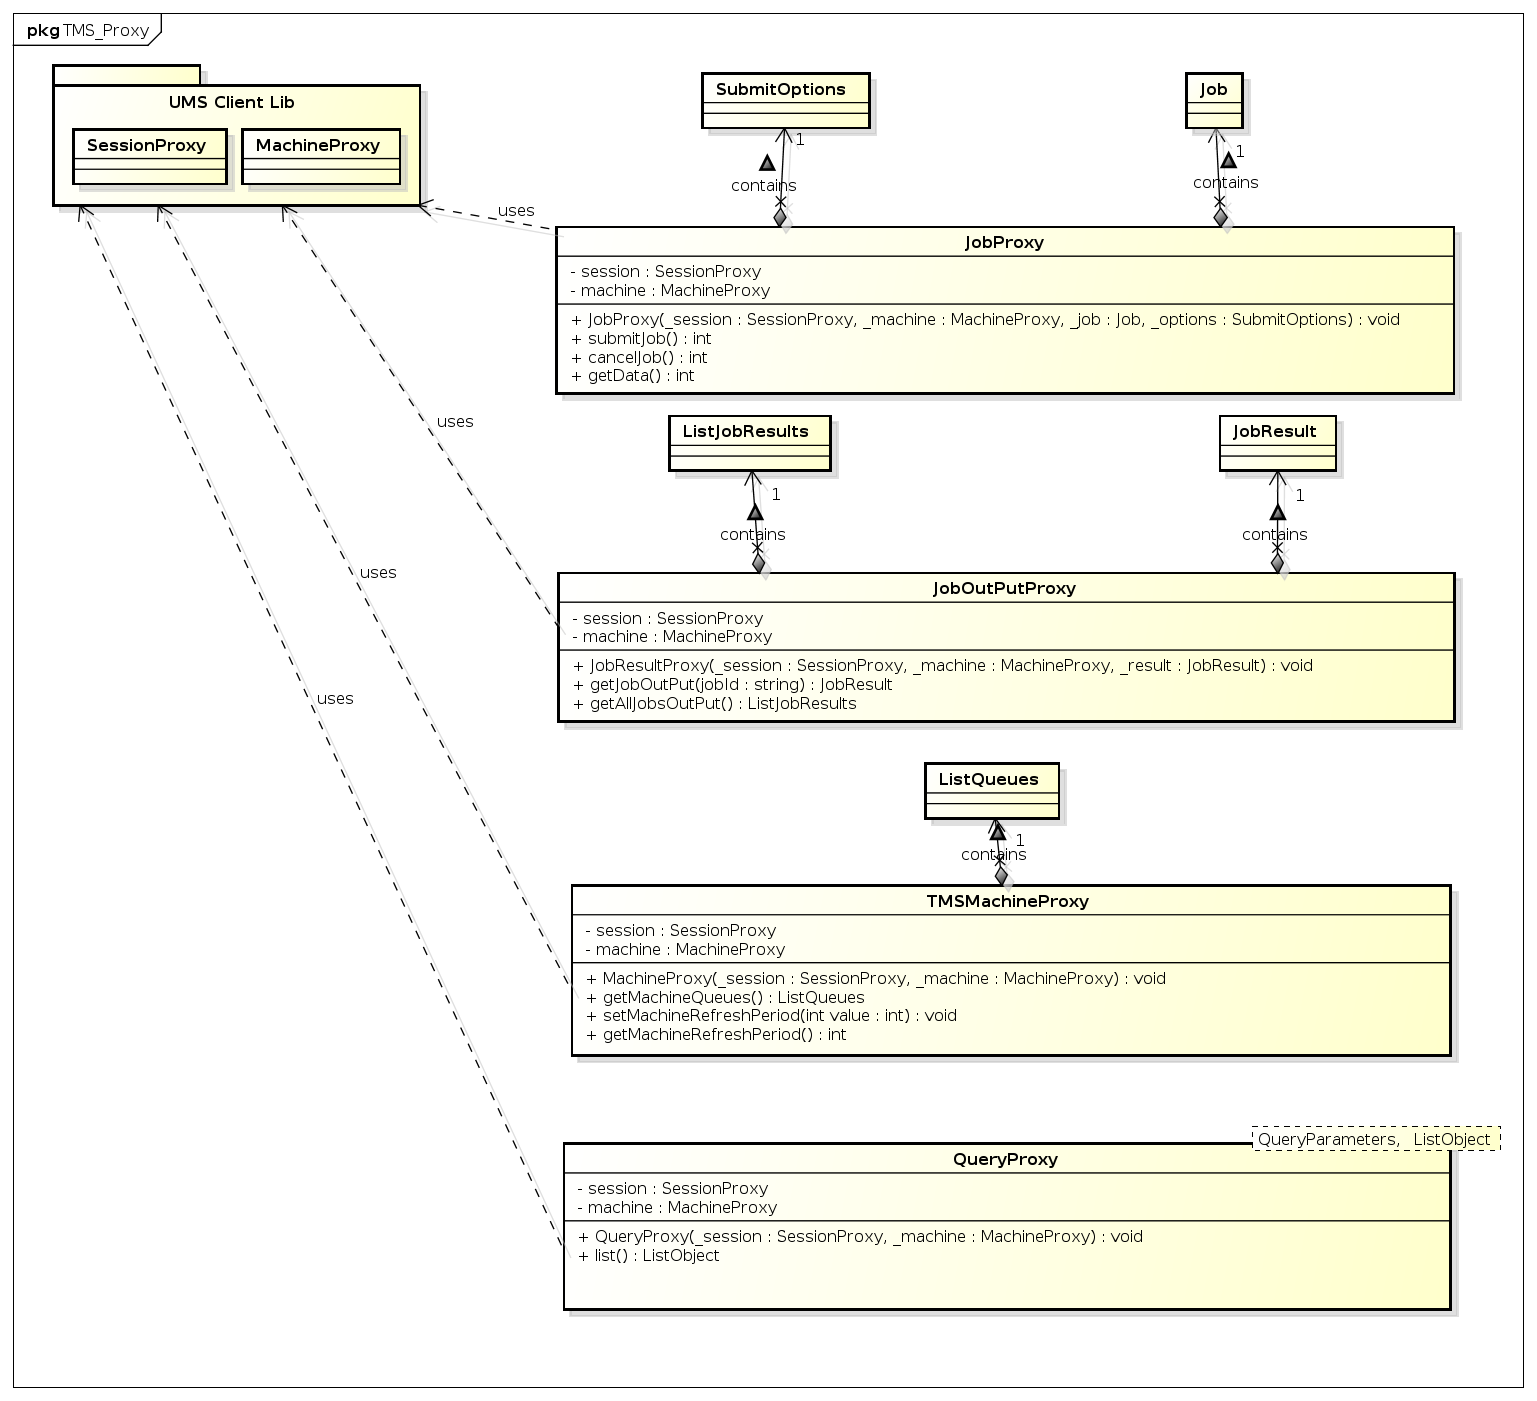 pkg TMS_Proxy
UMS Client Lib
SessionProxy
MachineProxy
SubmitOptions
Job
1
contains
1
contains
uses
JobProxy
- session : SessionProxy
- machine : MachineProxy
+ JobProxy(_session : SessionProxy, _machine : MachineProxy, _job : Job, _options : SubmitOptions) : void
+ submitJob() : int
+ cancelJob() : int
+ getData() : int
uses
ListJobResults
JobResult
1
contains
1
contains
uses
JobOutPutProxy
- session : SessionProxy
- machine : MachineProxy
+ JobResultProxy(_session : SessionProxy, _machine : MachineProxy, _result : JobResult) : void
+ getJobOutPut(jobId : string) : JobResult
+ getAllJobsOutPut() : ListJobResults
uses
ListQueues
1
contains
TMSMachineProxy
- session : SessionProxy
- machine : MachineProxy
+ MachineProxy(_session : SessionProxy, _machine : MachineProxy) : void
+ getMachineQueues() : ListQueues
+ setMachineRefreshPeriod(int value : int) : void
+ getMachineRefreshPeriod() : int
QueryParameters, ListObject
QueryProxy
- session : SessionProxy
- machine : MachineProxy
+ QueryProxy(_session : SessionProxy, _machine : MachineProxy) : void
+ list() : ListObject